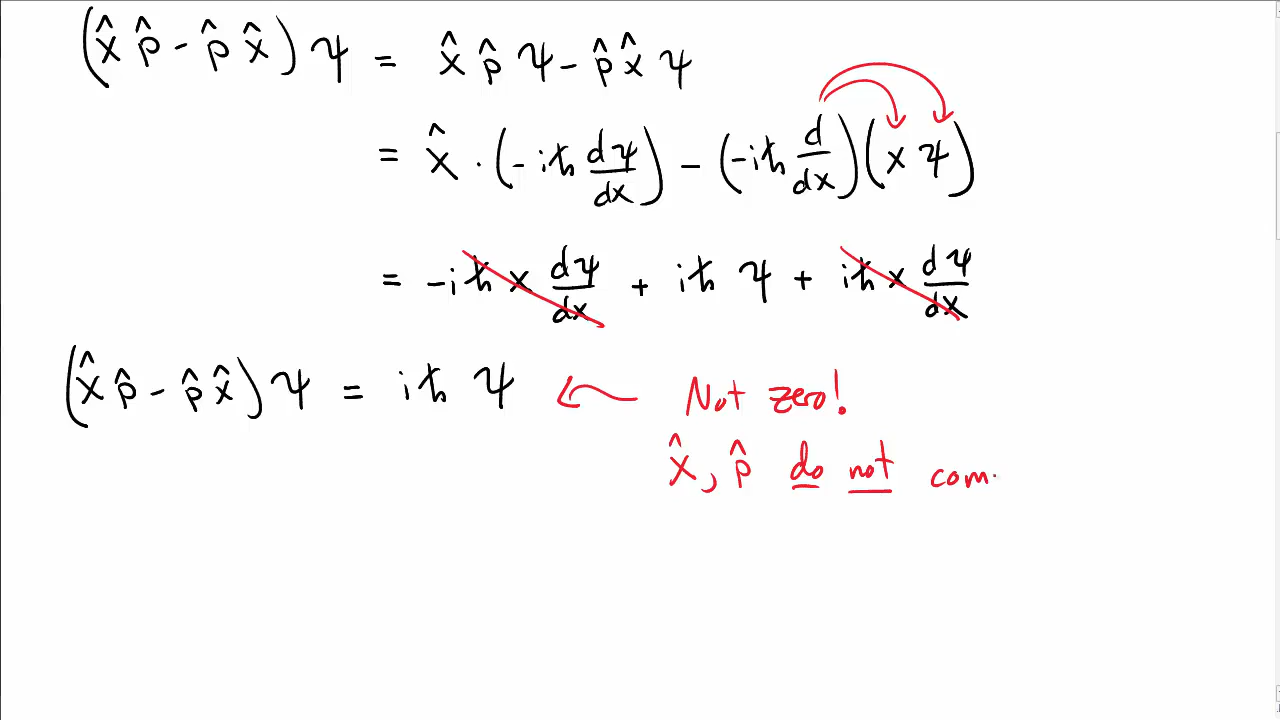 (x̂ p̂ - p̂ x̂) ψ = x̂ p̂ ψ - p̂ x̂ ψ
= x̂ · (-iħ dψ/dx) - (-iħ d/dx)(x ψ)
= -iħ x dψ/dx + iħ ψ + iħ x dψ/dx
(x̂ p̂ - p̂ x̂) ψ = iħ ψ ← Not zero!
x̂, p̂ do not com